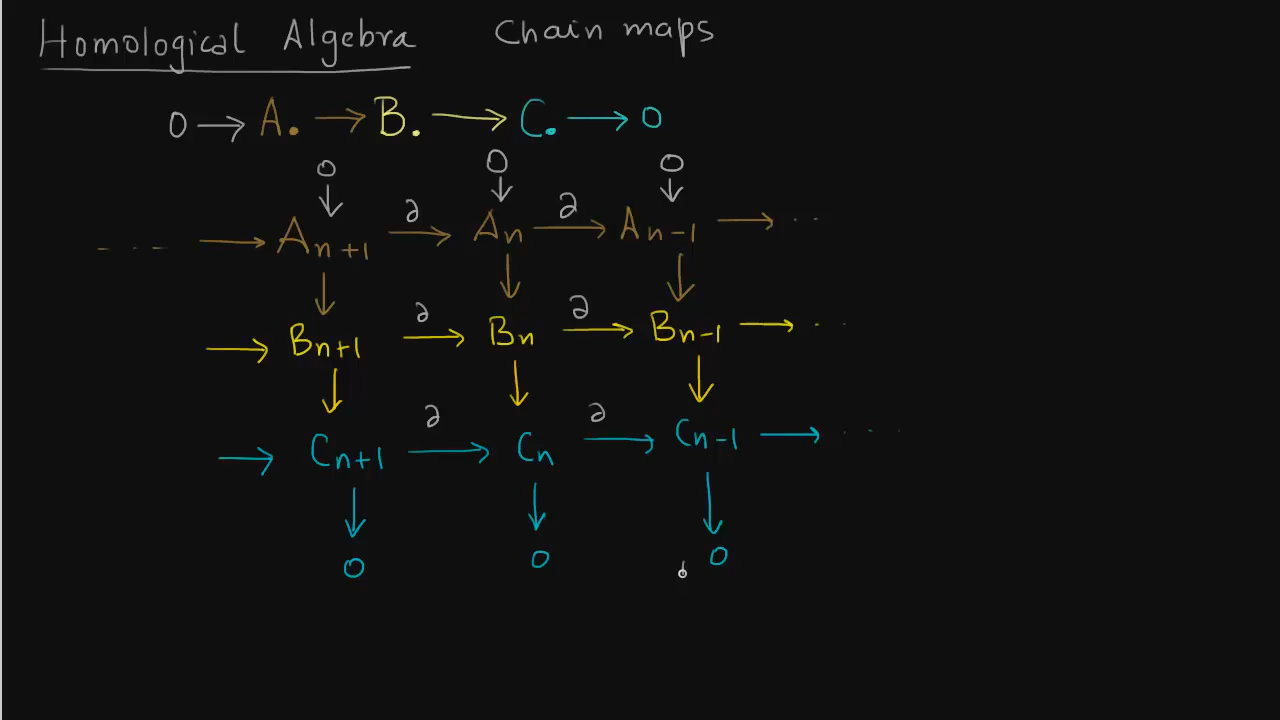 Homological Algebra Chain maps
0 → A. → B. → C. → 0
0 0 0
↓ ↓ ↓
∂ ∂
---- → Aₙ₊₁ → Aₙ → Aₙ₋₁ → ··
↓ ↓ ↓
∂ ∂
→ Bₙ₊₁ → Bₙ → Bₙ₋₁ → ··
↓ ↓ ↓
∂ ∂
→ Cₙ₊₁ → Cₙ → Cₙ₋₁ → ····
↓ ↓ ↓
0 0 0